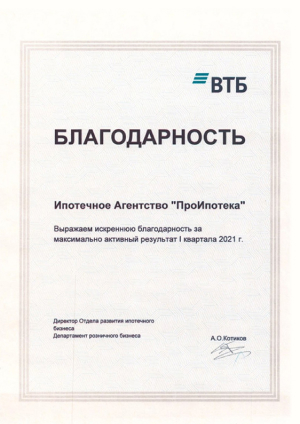 ВТБ
БЛАГОДАРНОСТЬ
Ипотечное Агентство "ПроИпотека"
Выражаем искреннюю благодарность за
максимально активный результат I квартала 2021 г.
Директор Отдела развития ипотечного
бизнеса
Департамент розничного бизнеса
А.О.Котиков